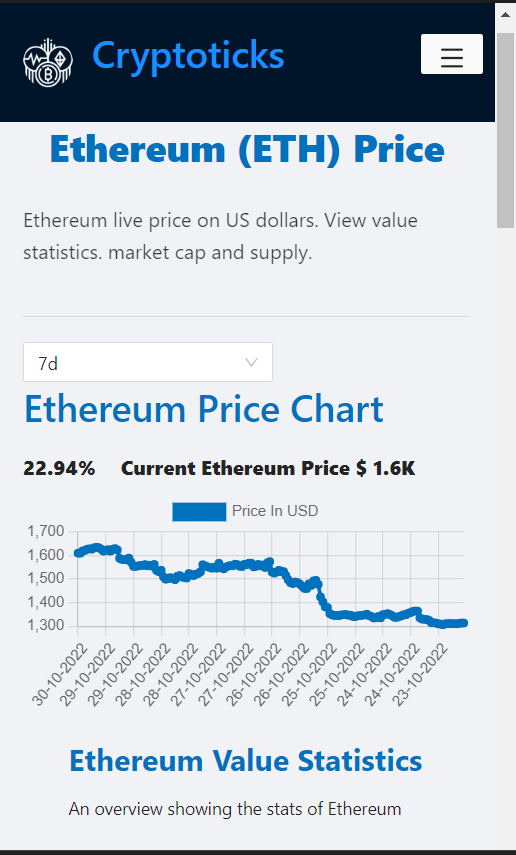 Cryptoticks
Ethereum (ETH) Price
Ethereum live price on US dollars. View value
statistics. market cap and supply.
7d
Ethereum Price Chart
22.94% Current Ethereum Price $ 1.6K
Price In USD
1,700
1,600
1,500
1,400
1,300
30-10-2022
29-10-2022
29-10-2022
28-10-2022
28-10-2022
27-10-2022
27-10-2022
26-10-2022
26-10-2022
25-10-2022
25-10-2022
24-10-2022
24-10-2022
23-10-2022
Ethereum Value Statistics
An overview showing the stats of Ethereum